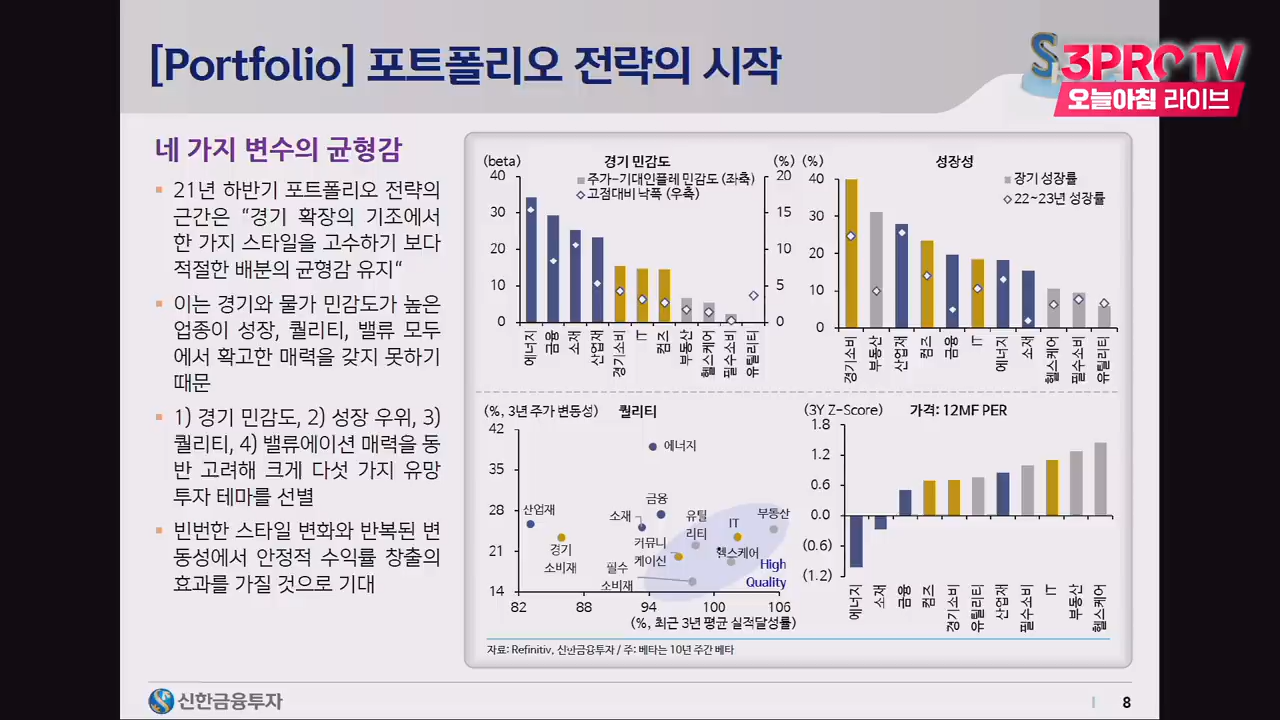 [Portfolio] 포트폴리오 전략의 시작
3PROTV
오늘아침 라이브
네 가지 변수의 균형감
21년 하반기 포트폴리오 전략의
근간은 “경기 확장의 기조에서
한 가지 스타일을 고수하기 보다
적절한 배분의 균형감 유지“
이는 경기와 물가 민감도가 높은
업종이 성장, 퀄리티, 밸류 모두
에서 확고한 매력을 갖지 못하기
때문
1) 경기 민감도, 2) 성장 우위, 3)
퀄리티, 4) 밸류에이션 매력을 동
반 고려해 크게 다섯 가지 유망
투자 테마를 선별
빈번한 스타일 변화와 반복된 변
동성에서 안정적 수익률 창출의
효과를 가질 것으로 기대
(beta) 경기 민감도 (%)
주가-기대인플레 민감도 (좌축)
고점대비 낙폭 (우축)
40 30 20 10 0
20 15 10 5 0
에너지 금융 소재 산업재 경기소비 IT 컴즈 부동산 헬스케어 필수소비 유틸리티
(%) 성장성
장기 성장률
22~23년 성장률
40 30 20 10 0
경기소비 부동산 산업재 컴즈 금융 IT 에너지 소재 헬스케어 필수소비 유틸리티
(%, 3년 주가 변동성) 퀄리티
42 35 28 21 14
에너지
산업재
금융
소재
유틸
리티
IT
부동산
경기
소비재
커뮤니
케이션
헬스케어
필수
소비재
High
Quality
82 88 94 100 106
(%, 최근 3년 평균 실적달성률)
(3Y Z-Score) 가격: 12MF PER
1.8 1.2 0.6 0.0 (0.6) (1.2)
에너지 소재 금융 컴즈 경기소비 유틸리티 산업재 필수소비 IT 부동산 헬스케어
자료: Refinitiv, 신한금융투자 / 주: 베타는 10년 주간 베타
신한금융투자
8